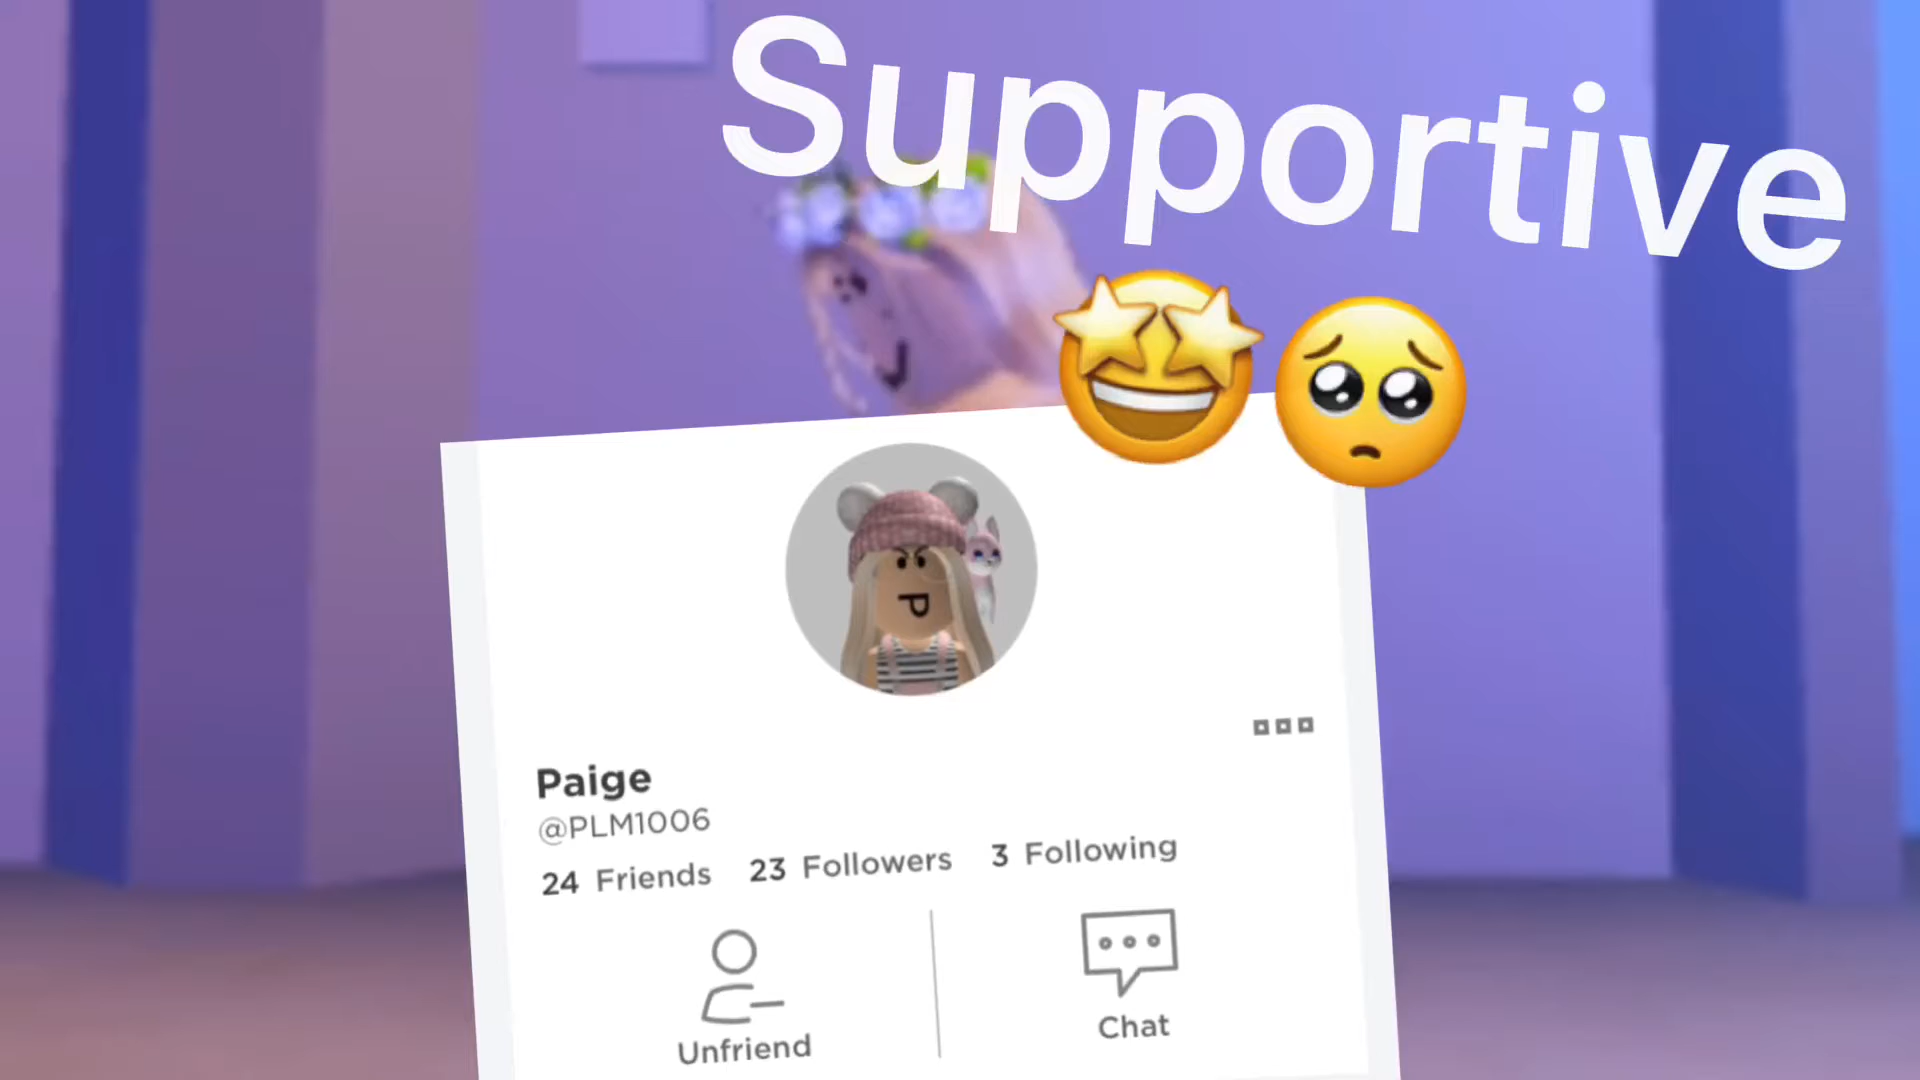 Supportive
🤩🥺
Paige
@PLM1006
24 Friends 23 Followers 3 Following
Unfriend Chat